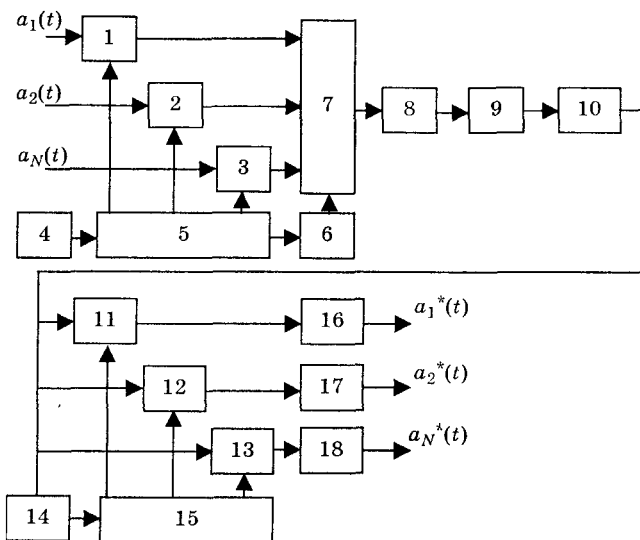 a₁(t) 1
a₂(t) 2 7 8 9 10
a_N(t) 3
4 5 6
11 16 a₁*(t)
12 17 a₂*(t)
13 18 a_N*(t)
14 15